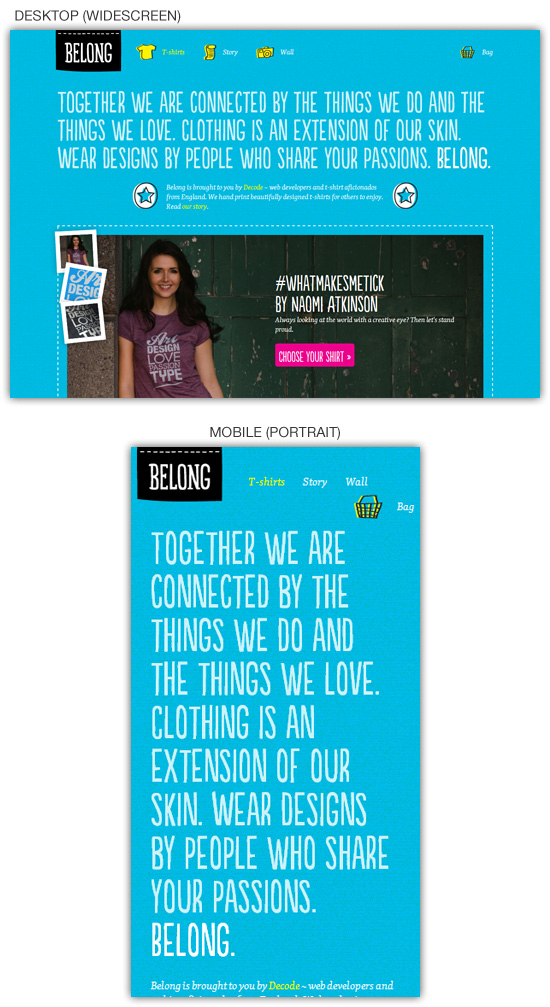 DESKTOP (WIDESCREEN)
BELONG
T-shirts
Story
Wall
Bag
TOGETHER WE ARE CONNECTED BY THE THINGS WE DO AND THE
THINGS WE LOVE. CLOTHING IS AN EXTENSION OF OUR SKIN.
WEAR DESIGNS BY PEOPLE WHO SHARE YOUR PASSIONS. BELONG.
Belong is brought to you by Decode ~ web developers and t-shirt aficionados
from England. We hand print beautifully designed t-shirts for others to enjoy.
Read our story.
#WHATMAKESMETICK
BY NAOMI ATKINSON
Always looking at the world with a creative eye? Then let's stand
proud.
CHOOSE YOUR SHIRT »
Art
DESIGN
LOVE
PASSION
TYPE
MOBILE (PORTRAIT)
BELONG
T-shirts
Story
Wall
Bag
TOGETHER WE ARE
CONNECTED BY THE
THINGS WE DO AND
THE THINGS WE LOVE.
CLOTHING IS AN
EXTENSION OF OUR
SKIN. WEAR DESIGNS
BY PEOPLE WHO SHARE
YOUR PASSIONS.
BELONG.
Belong is brought to you by Decode ~ web developers and